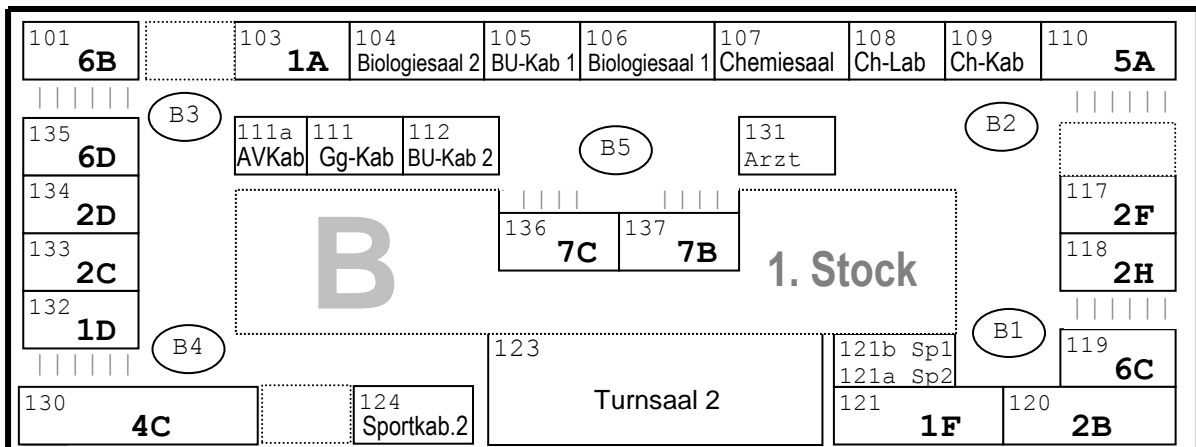 101 6B
103 1A
104 Biologiesaal 2
105 BU-Kab 1
106 Biologiesaal 1
107 Chemiesaal
108 Ch-Lab
109 Ch-Kab
110 5A
B3
B2
B5
135 6D
111a AVKab
111 Gg-Kab
112 BU-Kab 2
131 Arzt
134 2D
117 2F
136 7C
137 7B
B
1. Stock
133 2C
118 2H
132 1D
B4
B1
123 Turnsaal 2
121b Sp1
121a Sp2
119 6C
130 4C
124 Sportkab.2
121 1F
120 2B